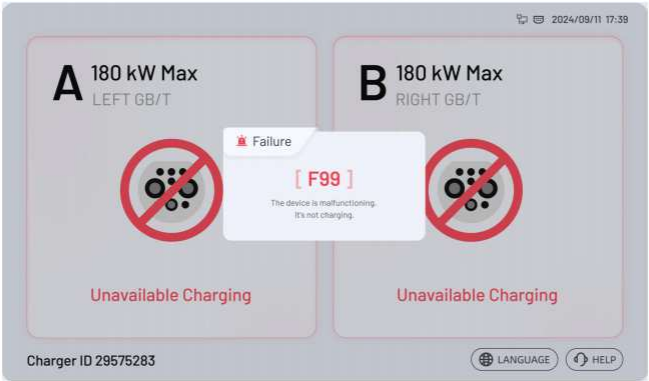 2024/09/11 17:39
A 180 kW Max
LEFT GB/T
B 180 kW Max
RIGHT GB/T
Failure
[ F99 ]
The device is malfunctioning.
It's not charging.
Unavailable Charging
Unavailable Charging
Charger ID 29575283
LANGUAGE
HELP